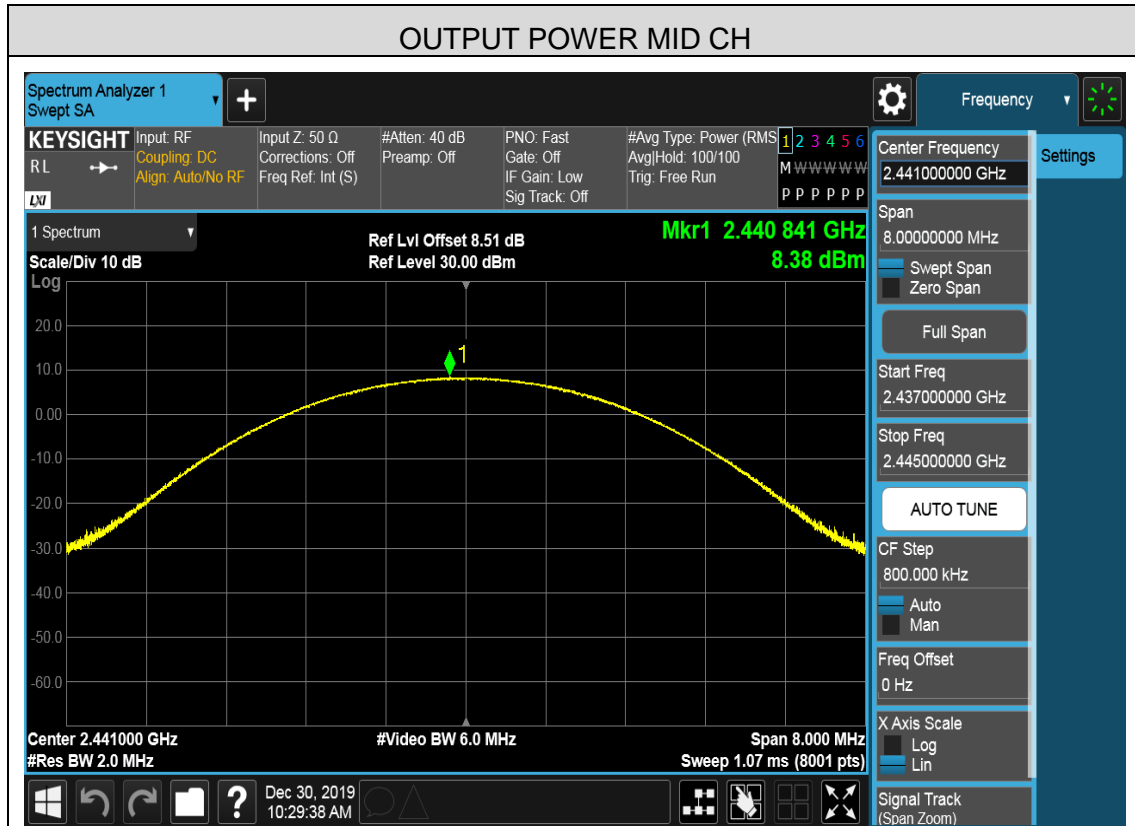 OUTPUT POWER MID CH
Spectrum Analyzer 1
Swept SA
+
Frequency
KEYSIGHT
RL
LXI
Input: RF
Coupling: DC
Align: Auto/No RF
Input Z: 50 Ω
Corrections: Off
Freq Ref: Int (S)
#Atten: 40 dB
Preamp: Off
PNO: Fast
Gate: Off
IF Gain: Low
Sig Track: Off
#Avg Type: Power (RMS
Avg|Hold: 100/100
Trig: Free Run
1 2 3 4 5 6
M W W W W W
P P P P P P
Center Frequency
2.441000000 GHz
Settings
Span
8.00000000 MHz
Swept Span
Zero Span
Full Span
Start Freq
2.437000000 GHz
Stop Freq
2.445000000 GHz
AUTO TUNE
CF Step
800.000 kHz
Auto
Man
Freq Offset
0 Hz
X Axis Scale
Log
Lin
Signal Track
(Span Zoom)
1 Spectrum
Scale/Div 10 dB
Log
Ref Lvl Offset 8.51 dB
Ref Level 30.00 dBm
Mkr1 2.440 841 GHz
8.38 dBm
1
20.0
10.0
0.00
-10.0
-20.0
-30.0
-40.0
-50.0
-60.0
Center 2.441000 GHz
#Res BW 2.0 MHz
#Video BW 6.0 MHz
Span 8.000 MHz
Sweep 1.07 ms (8001 pts)
?
Dec 30, 2019
10:29:38 AM